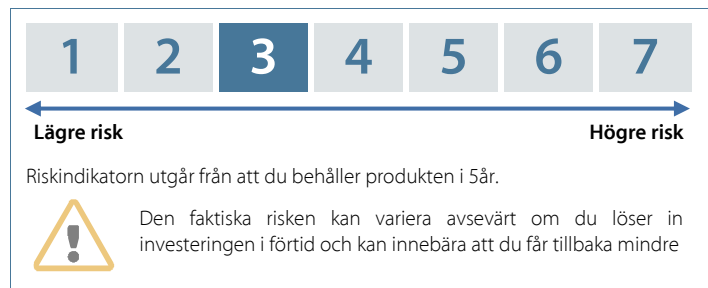 1 2 3 4 5 6 7
Lägre risk Högre risk
Riskindikatorn utgår från att du behåller produkten i 5år.
Den faktiska risken kan variera avsevärt om du löser in
investeringen i förtid och kan innebära att du får tillbaka mindre